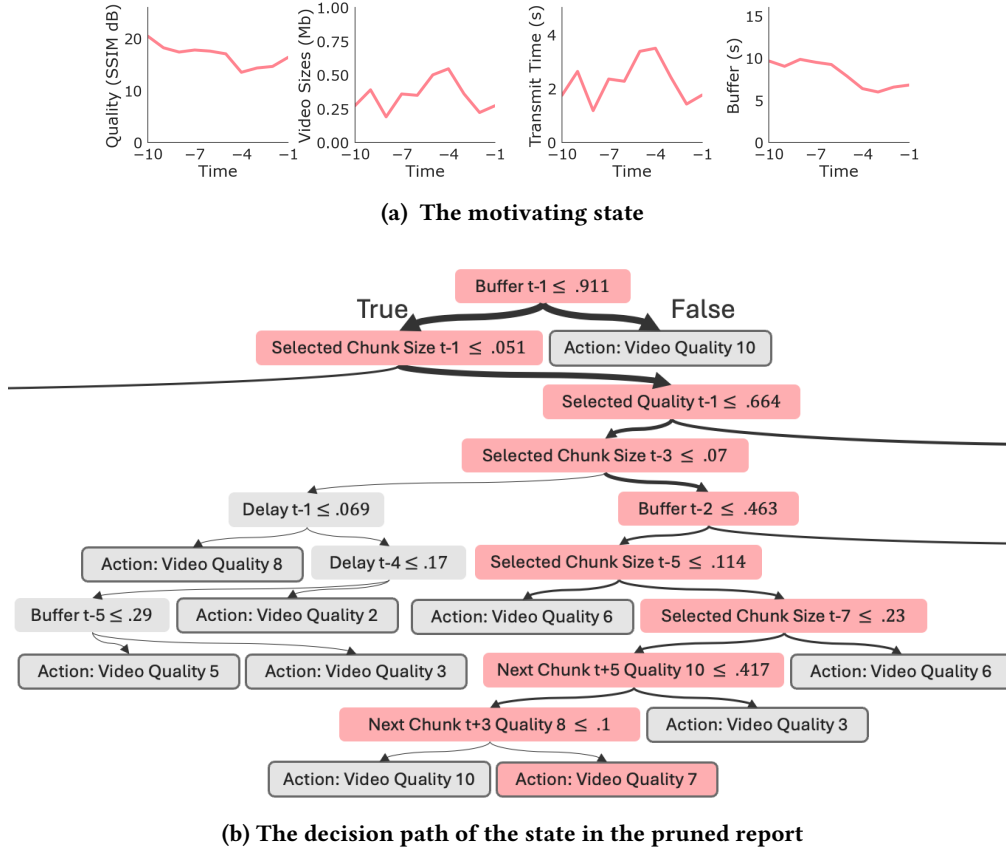 Quality (SSIM dB)
20
10
0
−10
−7
−4
−1
Time
Video Sizes (Mb)
1.00
0.75
0.50
0.25
0.00
−10
−7
−4
−1
Time
Transmit Time (s)
4
2
0
−10
−7
−4
−1
Time
Buffer (s)
15
10
5
0
−10
−7
−4
−1
Time
(a) The motivating state
Buffer t-1 ≤ .911
True
False
Selected Chunk Size t-1 ≤ .051
Action: Video Quality 10
Selected Quality t-1 ≤ .664
Selected Chunk Size t-3 ≤ .07
Delay t-1 ≤ .069
Buffer t-2 ≤ .463
Action: Video Quality 8
Delay t-4 ≤ .17
Selected Chunk Size t-5 ≤ .114
Buffer t-5 ≤ .29
Action: Video Quality 2
Action: Video Quality 6
Selected Chunk Size t-7 ≤ .23
Action: Video Quality 5
Action: Video Quality 3
Next Chunk t+5 Quality 10 ≤ .417
Action: Video Quality 6
Next Chunk t+3 Quality 8 ≤ .1
Action: Video Quality 3
Action: Video Quality 10
Action: Video Quality 7
(b) The decision path of the state in the pruned report